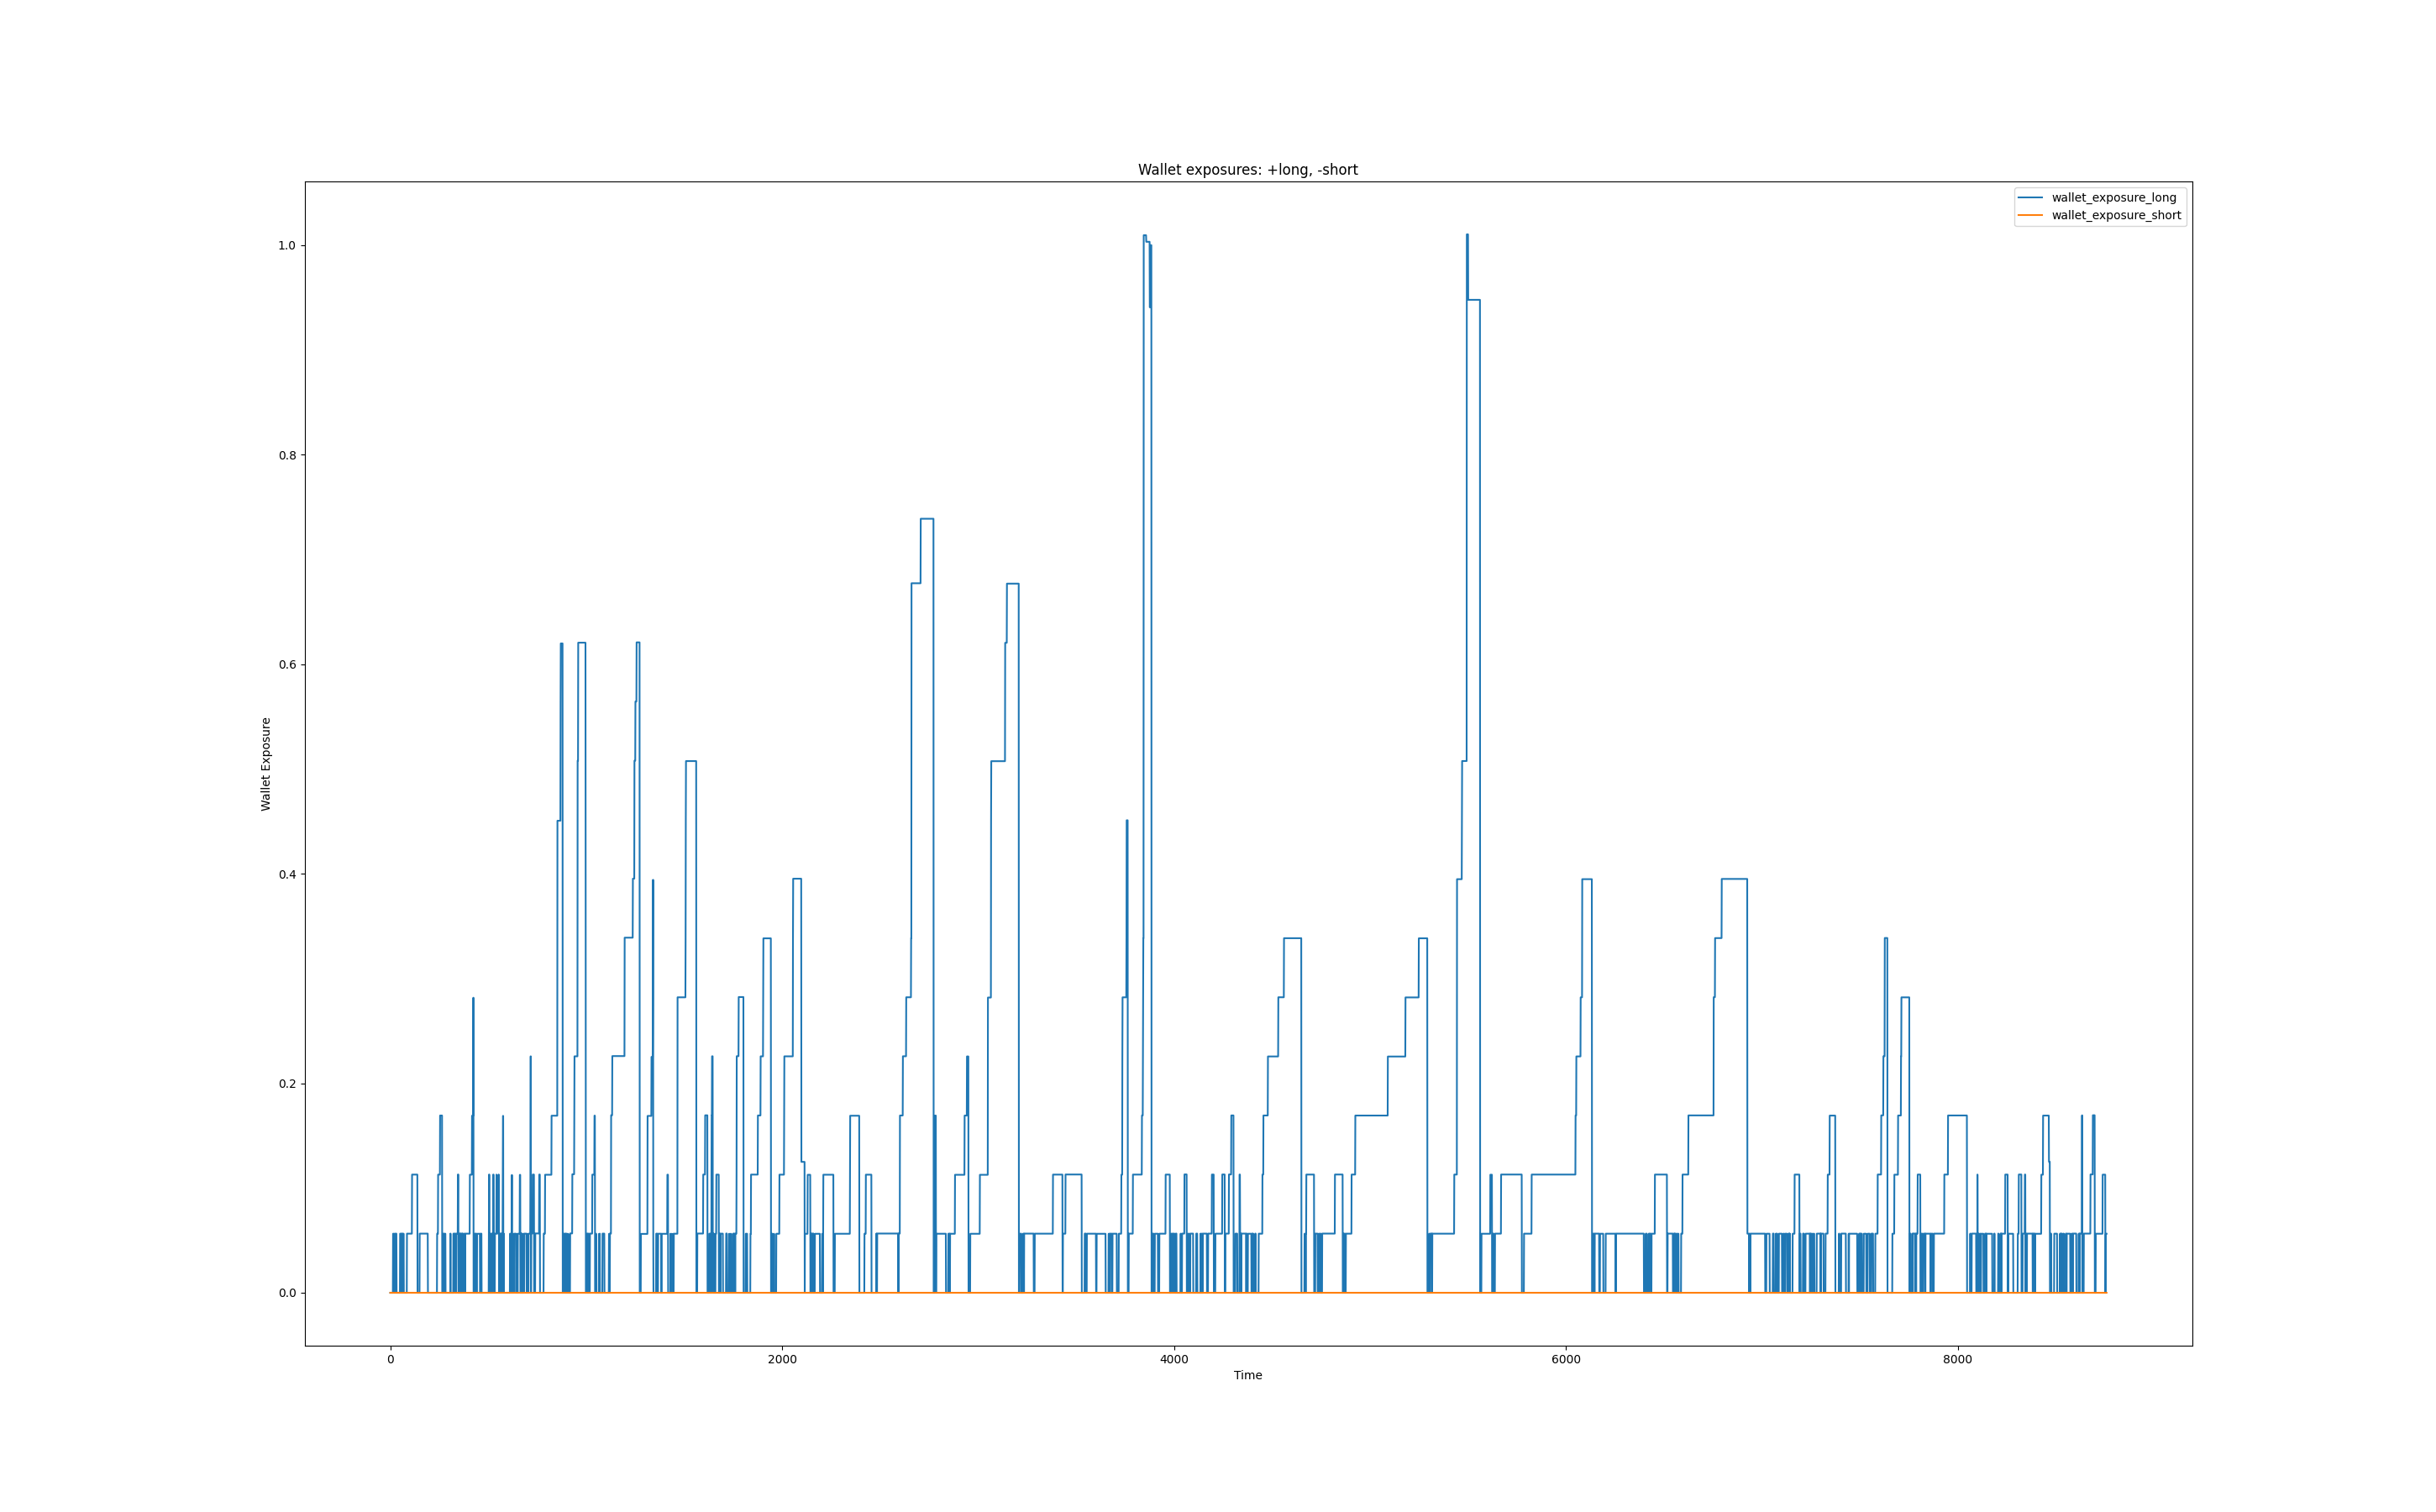 Wallet exposures: +long, -short
wallet_exposure_long
wallet_exposure_short
1.0
0.8
0.6
0.4
0.2
0.0
Wallet Exposure
0 2000 4000 6000 8000
Time